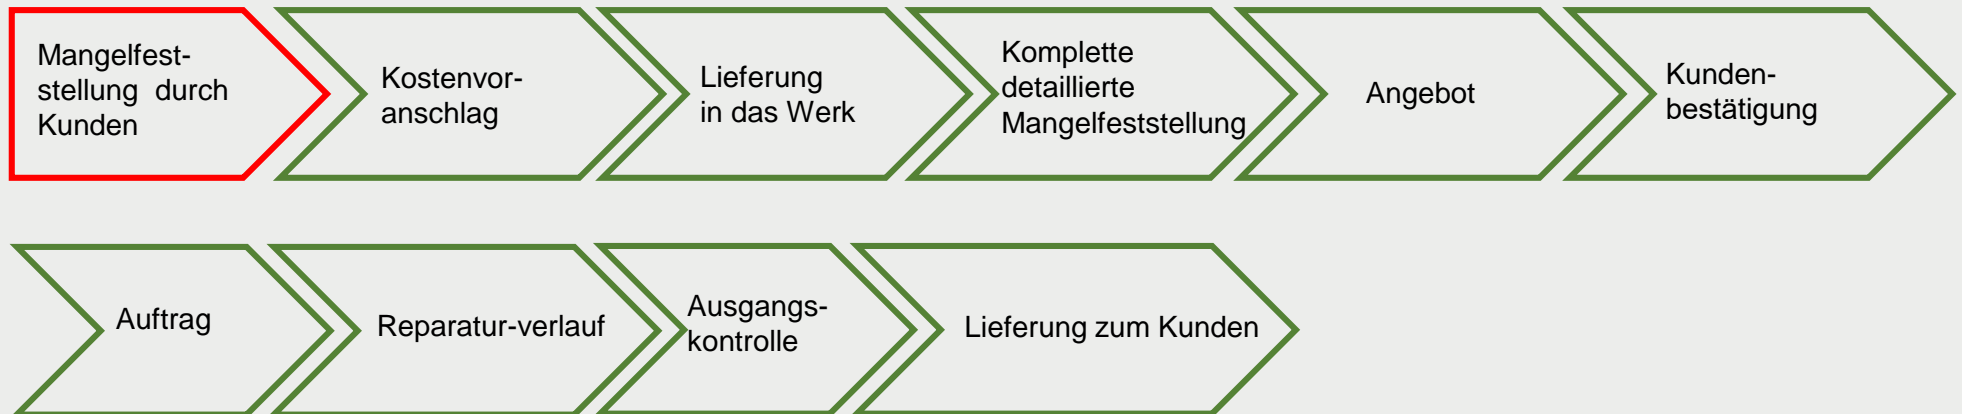 Mangelfest-
stellung durch
Kunden
Kostenvor-
anschlag
Lieferung
in das Werk
Komplette
detaillierte
Mangelfeststellung
Angebot
Kunden-
bestätigung
Auftrag
Reparatur-verlauf
Ausgangs-
kontrolle
Lieferung zum Kunden